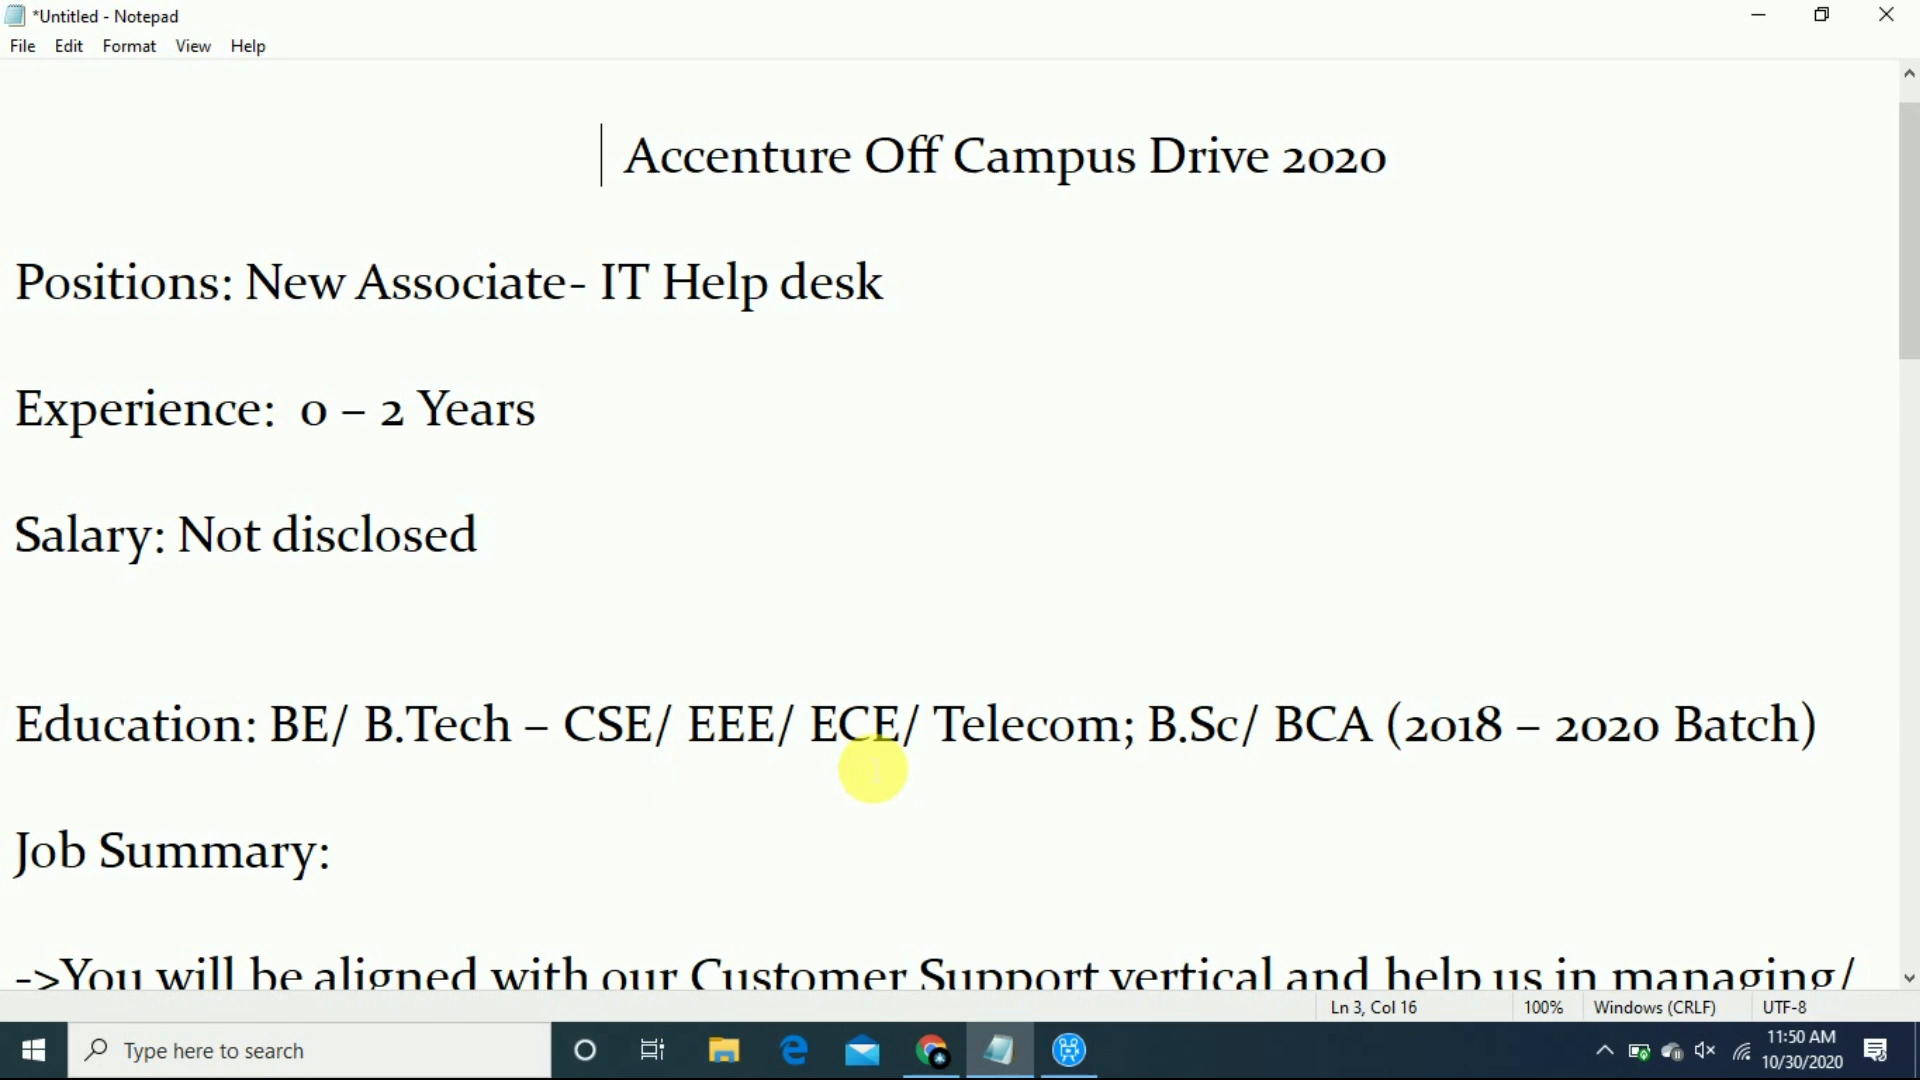 *Untitled - Notepad
File Edit Format View Help
Accenture Off Campus Drive 2020
Positions: New Associate- IT Help desk
Experience:  0 – 2 Years
Salary: Not disclosed
Education: BE/ B.Tech – CSE/ EEE/ ECE/ Telecom; B.Sc/ BCA (2018 – 2020 Batch)
Job Summary:
->You will be aligned with our Customer Support vertical and help us in managing/
Ln 3, Col 16 100% Windows (CRLF) UTF-8
Type here to search
11:50 AM
10/30/2020